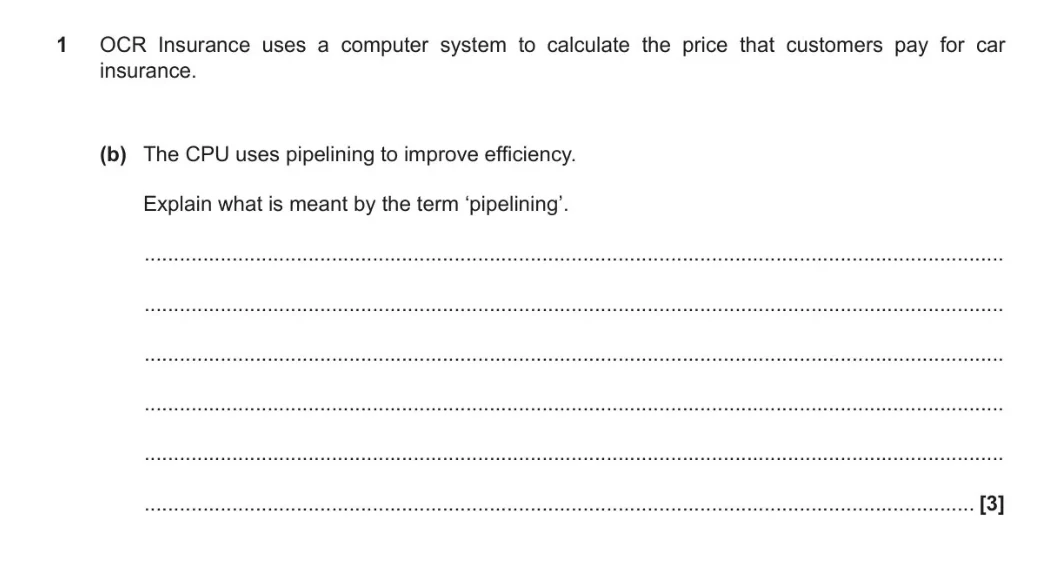 1 OCR Insurance uses a computer system to calculate the price that customers pay for car
insurance.
(b) The CPU uses pipelining to improve efficiency.
Explain what is meant by the term ‘pipelining’.
................................................................................................................................................
................................................................................................................................................
................................................................................................................................................
................................................................................................................................................
................................................................................................................................................
........................................................................................................................................... [3]